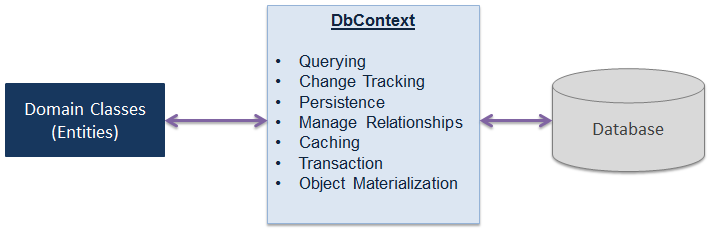 DbContext
• Querying
• Change Tracking
• Persistence
• Manage Relationships
• Caching
• Transaction
• Object Materialization
Domain Classes
(Entities)
Database